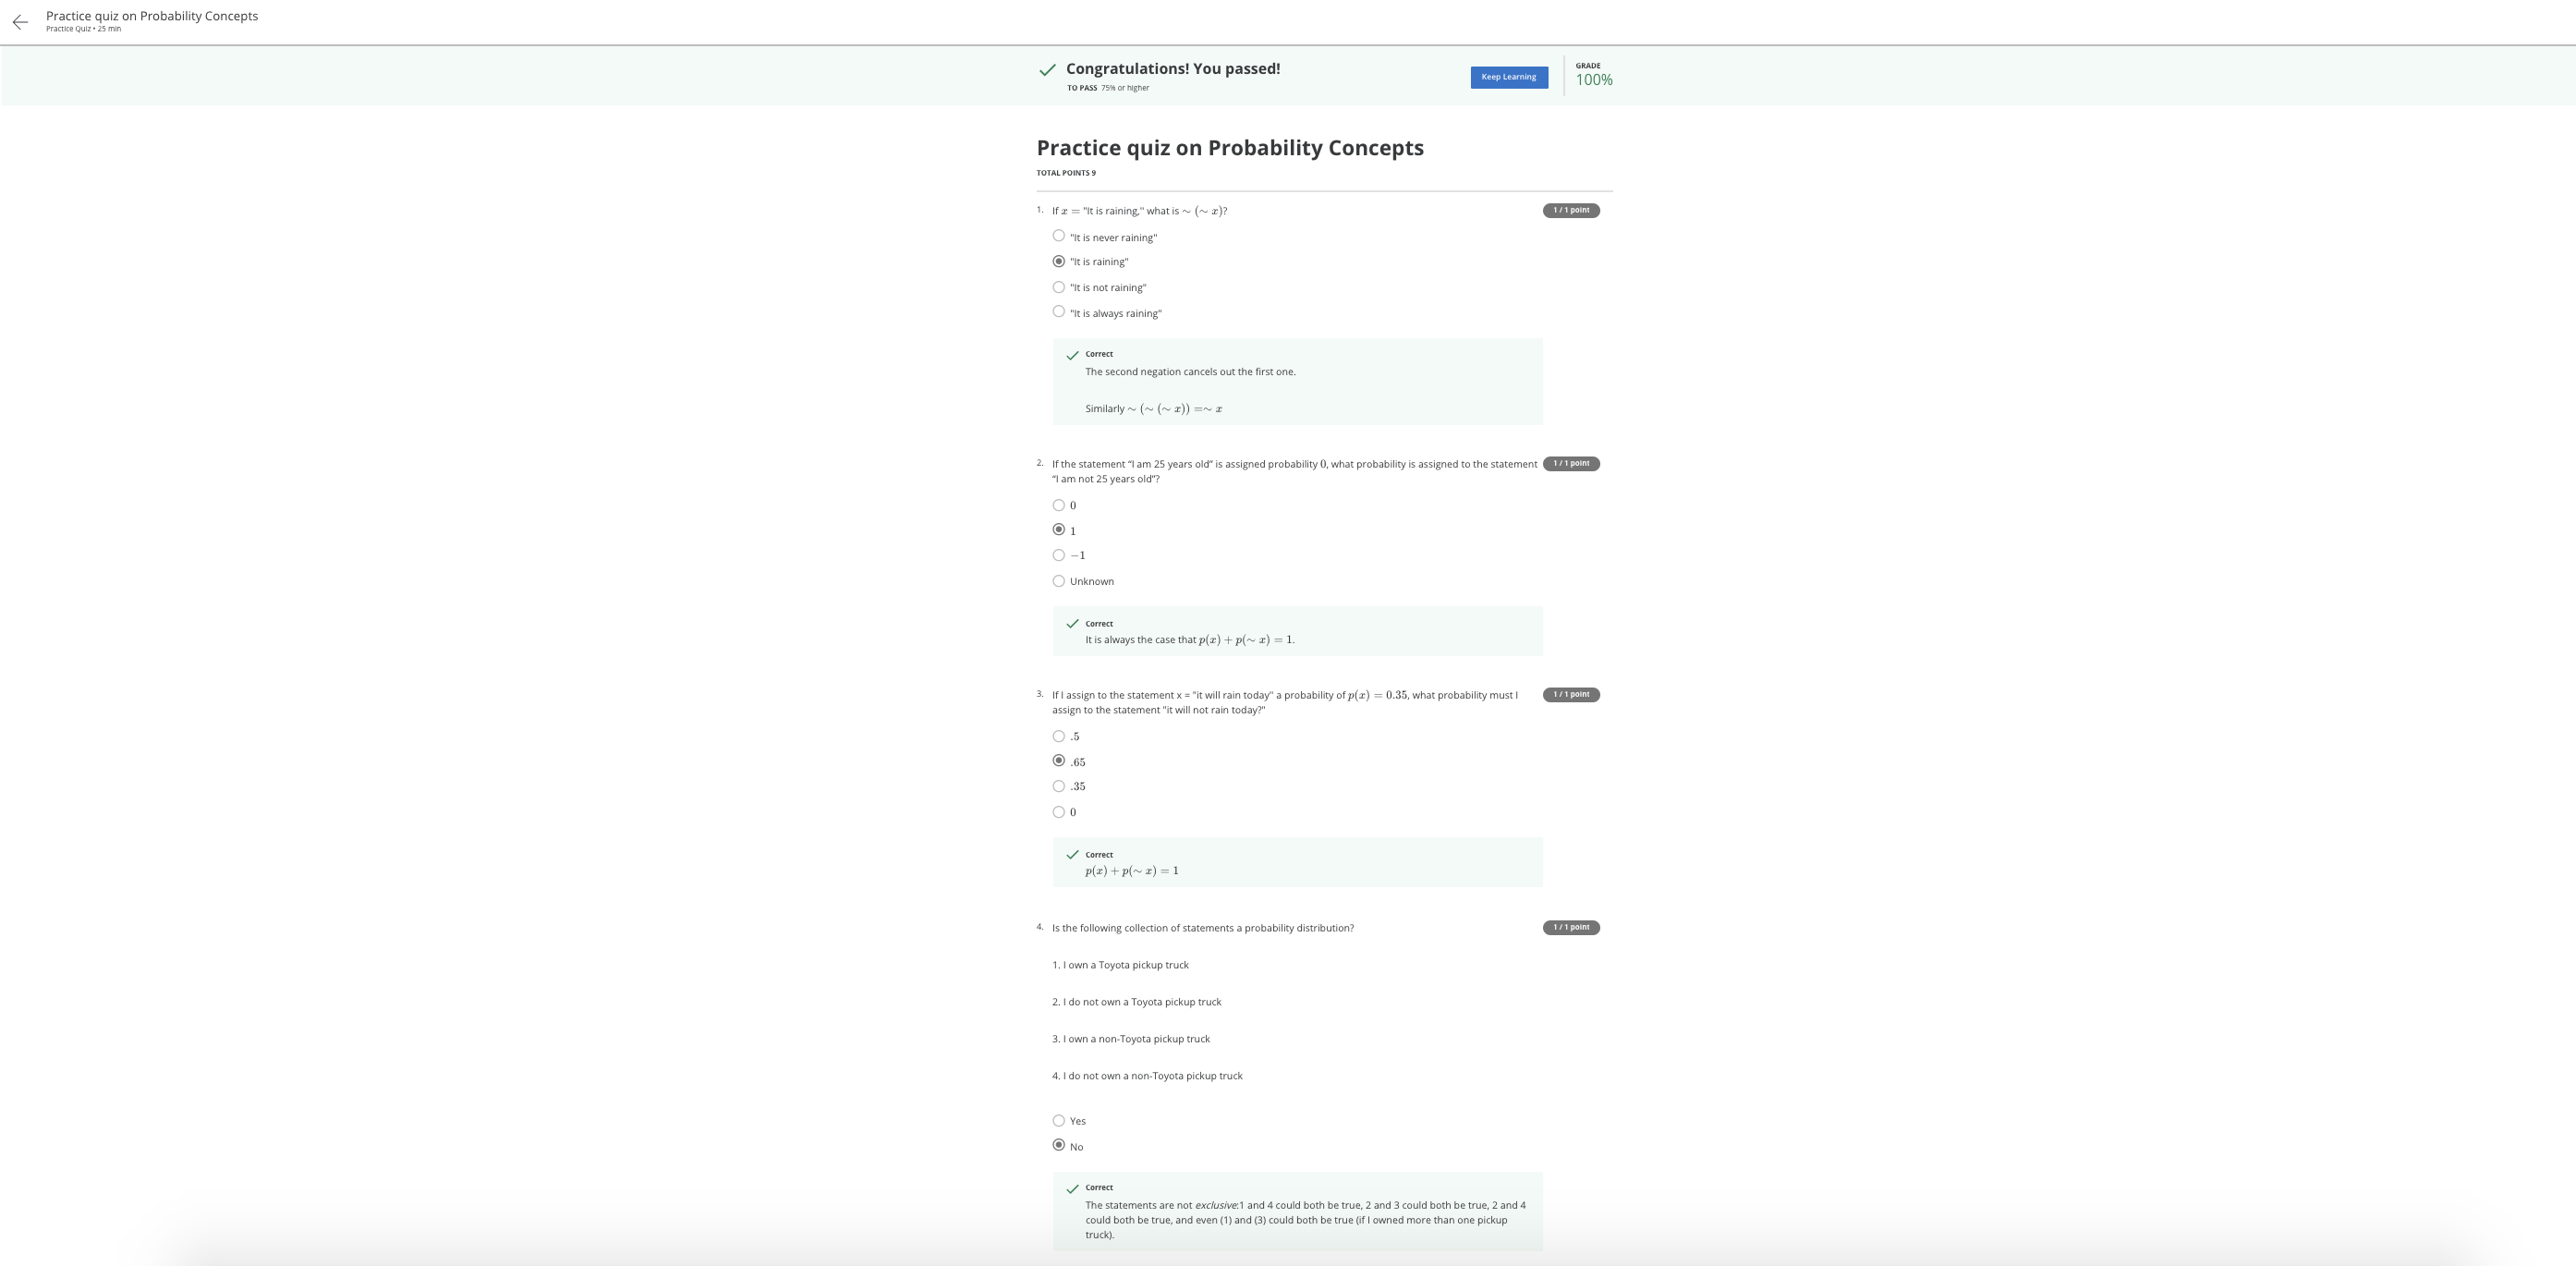 Practice quiz on Probability Concepts
Practice Quiz • 25 min
Congratulations! You passed!
TO PASS 75% or higher
Keep Learning
GRADE
100%
Practice quiz on Probability Concepts
TOTAL POINTS 9
1. If x = "It is raining," what is ∼ (∼ x)?
1 / 1 point
"It is never raining"
"It is raining"
"It is not raining"
"It is always raining"
Correct
The second negation cancels out the first one.
Similarly ∼ (∼ (∼ x)) =∼ x
2. If the statement “I am 25 years old” is assigned probability 0, what probability is assigned to the statement
“I am not 25 years old”?
1 / 1 point
0
1
−1
Unknown
Correct
It is always the case that p(x) + p(∼ x) = 1.
3. If I assign to the statement x = "it will rain today" a probability of p(x) = 0.35, what probability must I
assign to the statement "it will not rain today?"
1 / 1 point
.5
.65
.35
0
Correct
p(x) + p(∼ x) = 1
4. Is the following collection of statements a probability distribution?
1 / 1 point
1. I own a Toyota pickup truck
2. I do not own a Toyota pickup truck
3. I own a non-Toyota pickup truck
4. I do not own a non-Toyota pickup truck
Yes
No
Correct
The statements are not exclusive:1 and 4 could both be true, 2 and 3 could both be true, 2 and 4
could both be true, and even (1) and (3) could both be true (if I owned more than one pickup
truck).